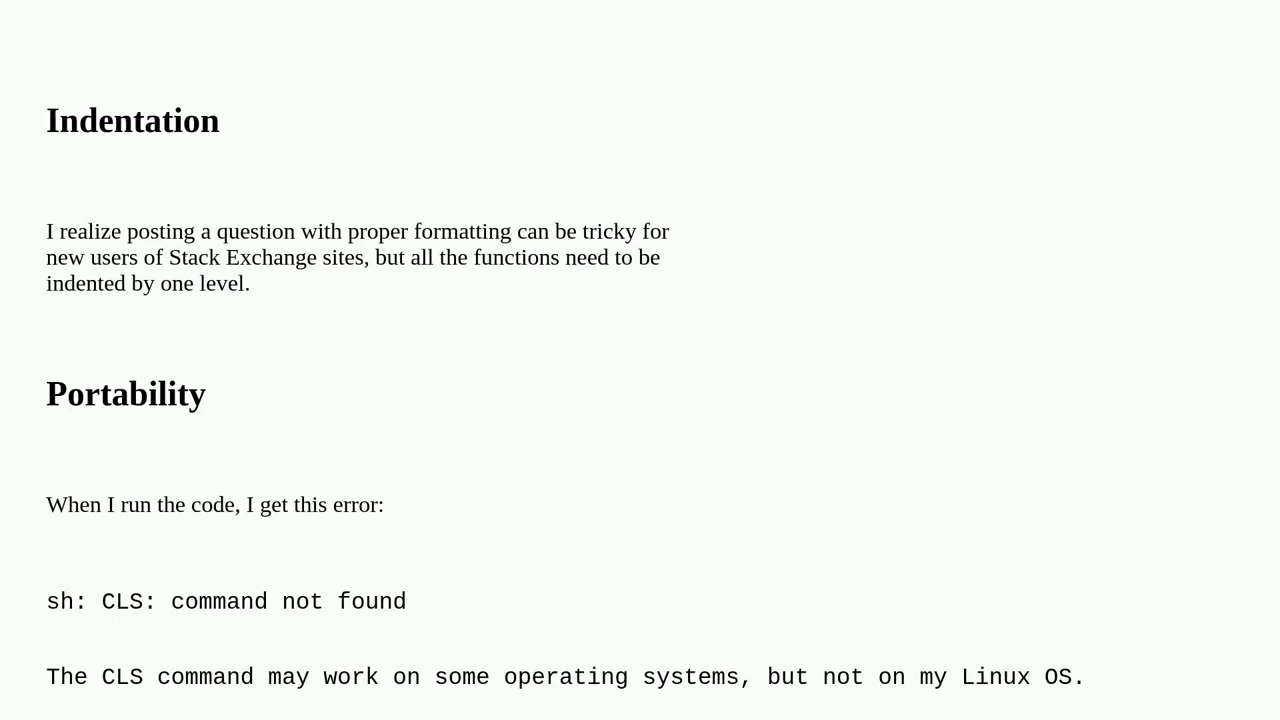 Indentation
I realize posting a question with proper formatting can be tricky for
new users of Stack Exchange sites, but all the functions need to be
indented by one level.
Portability
When I run the code, I get this error:
sh: CLS: command not found
The CLS command may work on some operating systems, but not on my Linux OS.